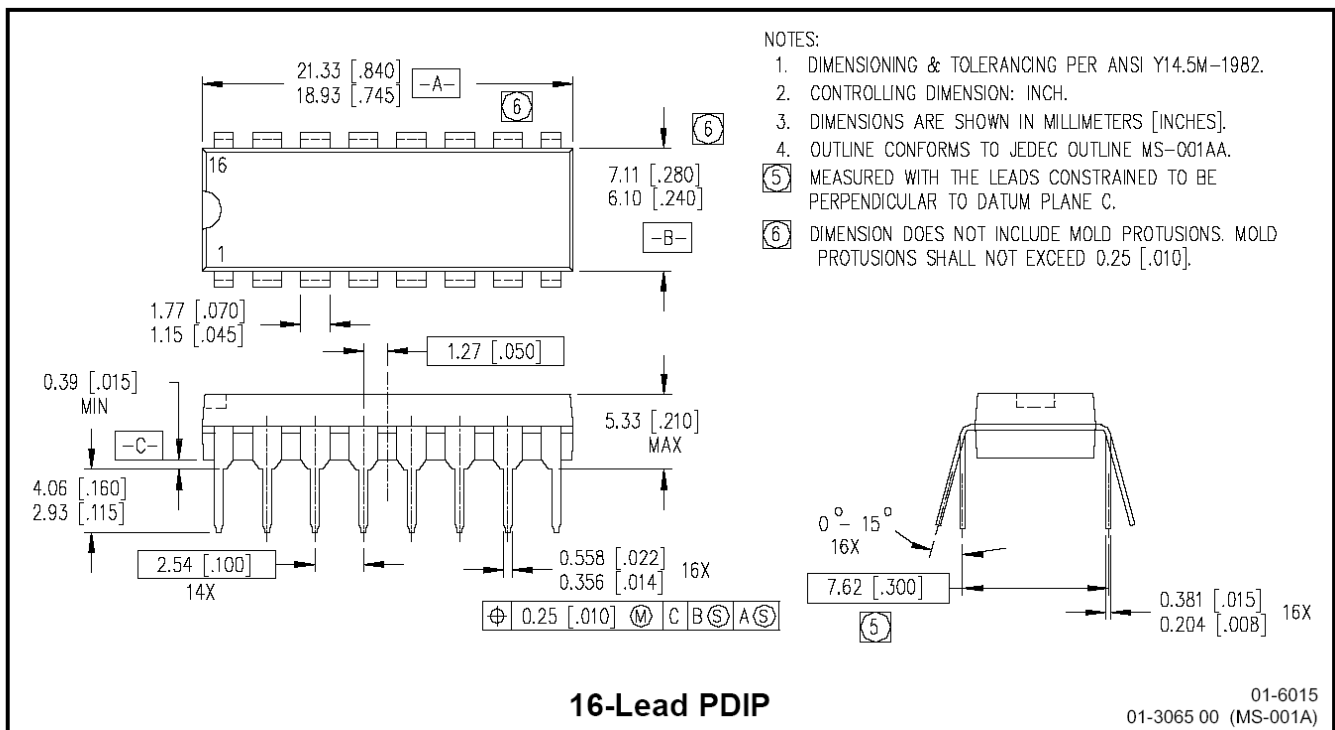 21.33 [.840]
18.93 [.745]
-A-
6
6
16
1
7.11 [.280]
6.10 [.240]
-B-
NOTES:
1. DIMENSIONING & TOLERANCING PER ANSI Y14.5M-1982.
2. CONTROLLING DIMENSION: INCH.
3. DIMENSIONS ARE SHOWN IN MILLIMETERS [INCHES].
4. OUTLINE CONFORMS TO JEDEC OUTLINE MS-001AA.
5 MEASURED WITH THE LEADS CONSTRAINED TO BE
PERPENDICULAR TO DATUM PLANE C.
6 DIMENSION DOES NOT INCLUDE MOLD PROTUSIONS. MOLD
PROTUSIONS SHALL NOT EXCEED 0.25 [.010].
1.77 [.070]
1.15 [.045]
1.27 [.050]
0.39 [.015]
MIN
-C-
5.33 [.210]
MAX
4.06 [.160]
2.93 [.115]
2.54 [.100]
14X
0.558 [.022]
0.356 [.014]
16X
⌖ 0.25 [.010] Ⓜ C B Ⓢ A Ⓢ
0° - 15°
16X
7.62 [.300]
5
0.381 [.015]
0.204 [.008]
16X
16-Lead PDIP
01-6015
01-3065 00 (MS-001A)